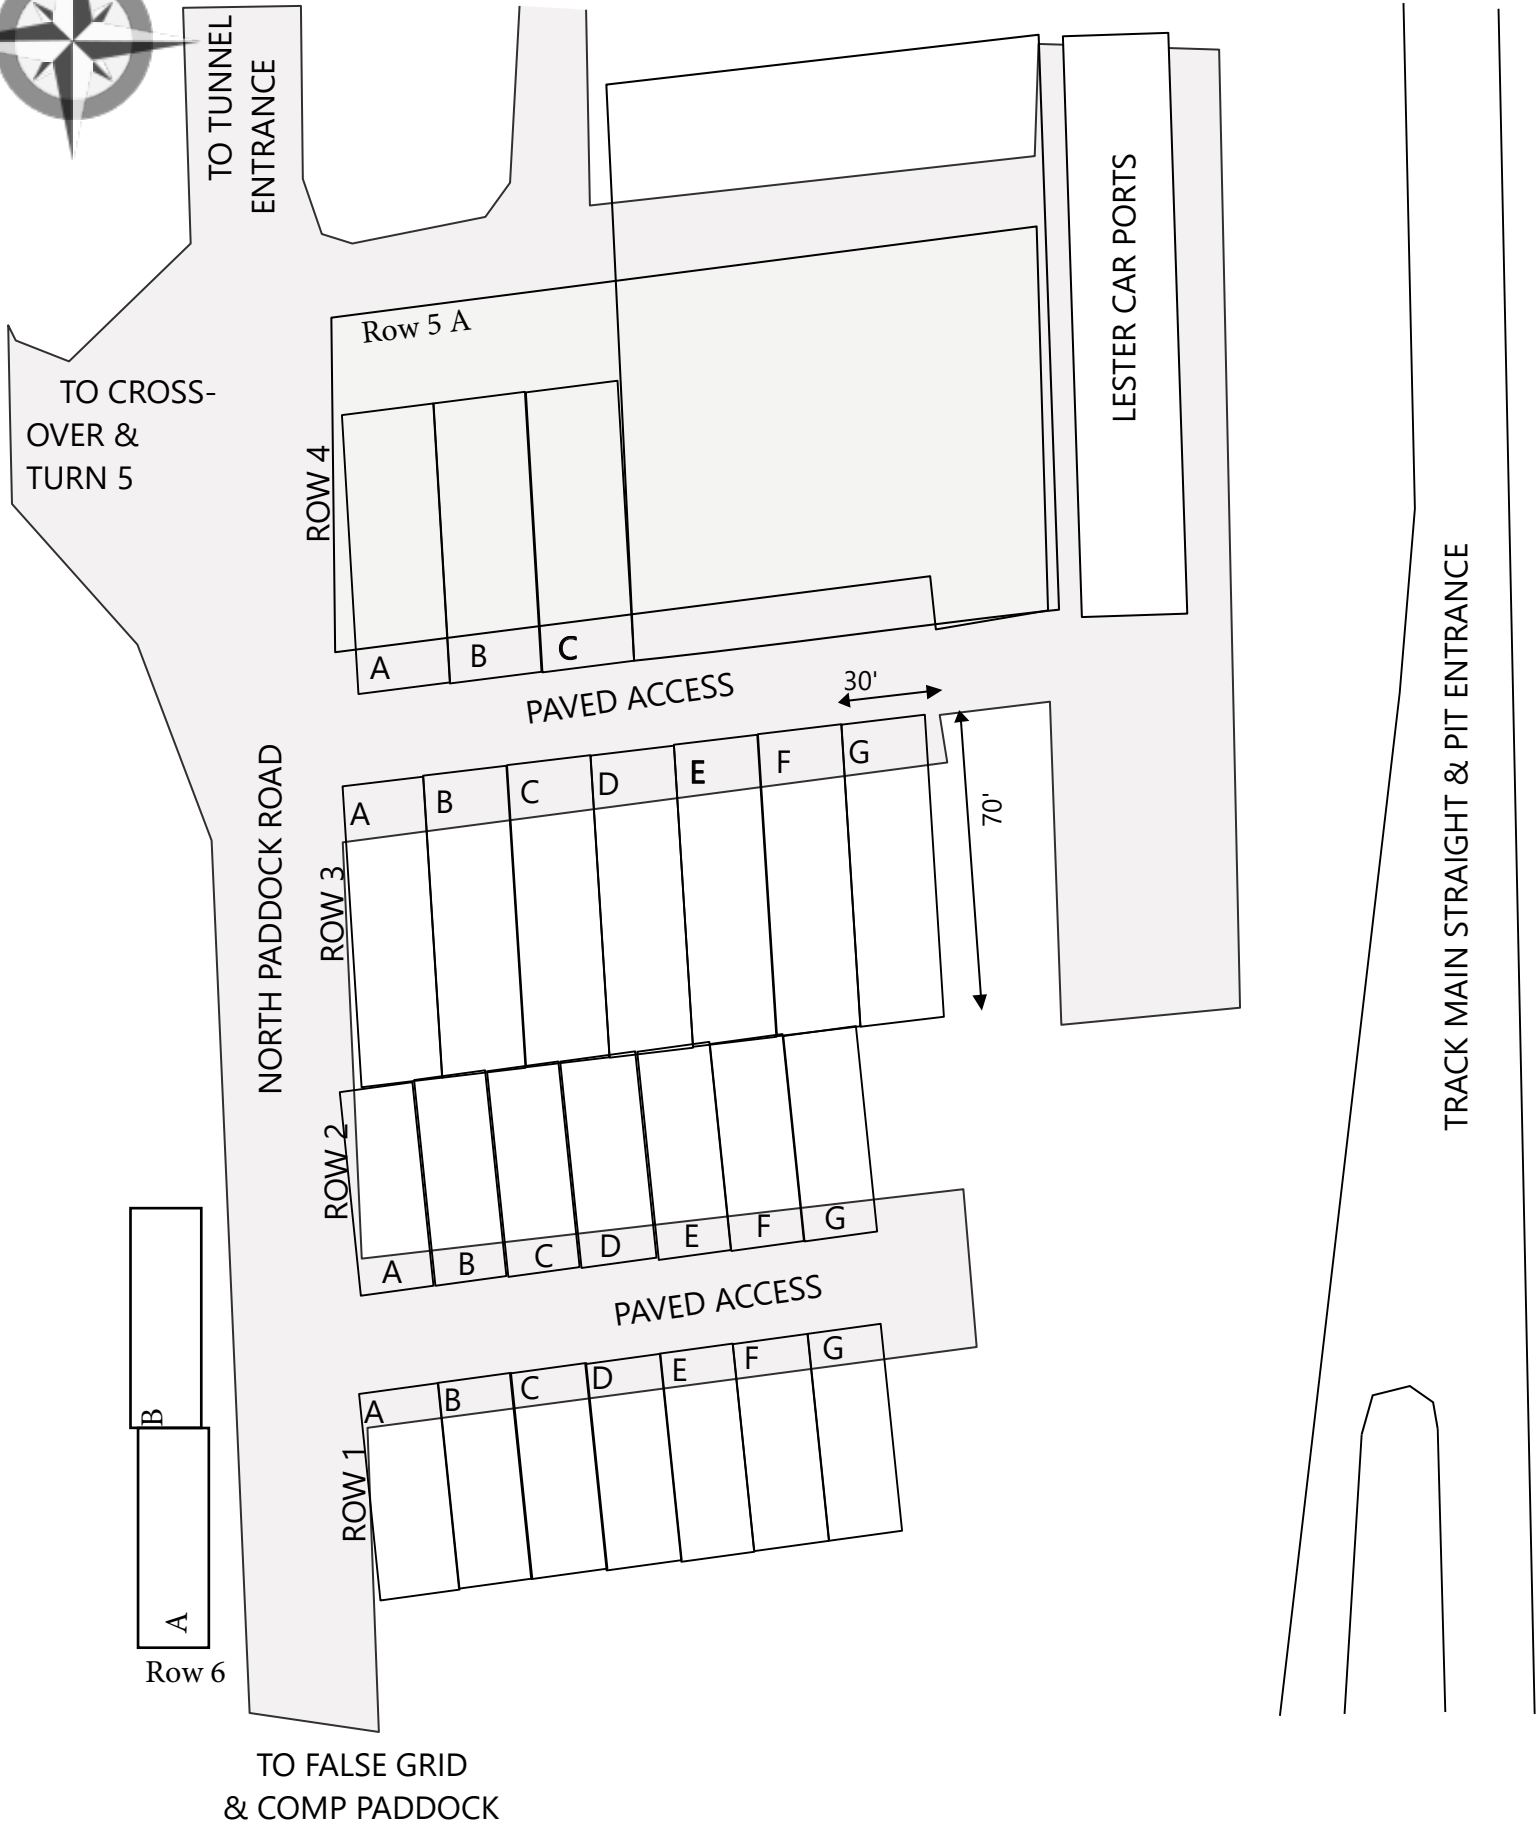 TO TUNNEL
ENTRANCE
LESTER CAR PORTS
Row 5 A
TO CROSS-
OVER &
TURN 5
ROW 4
A B C
PAVED ACCESS
30'
TRACK MAIN STRAIGHT & PIT ENTRANCE
NORTH PADDOCK ROAD
A B C D E F G
70'
ROW 3
ROW 2
A B C D E F G
PAVED ACCESS
A B C D E F G
ROW 1
B
A
Row 6
TO FALSE GRID
& COMP PADDOCK